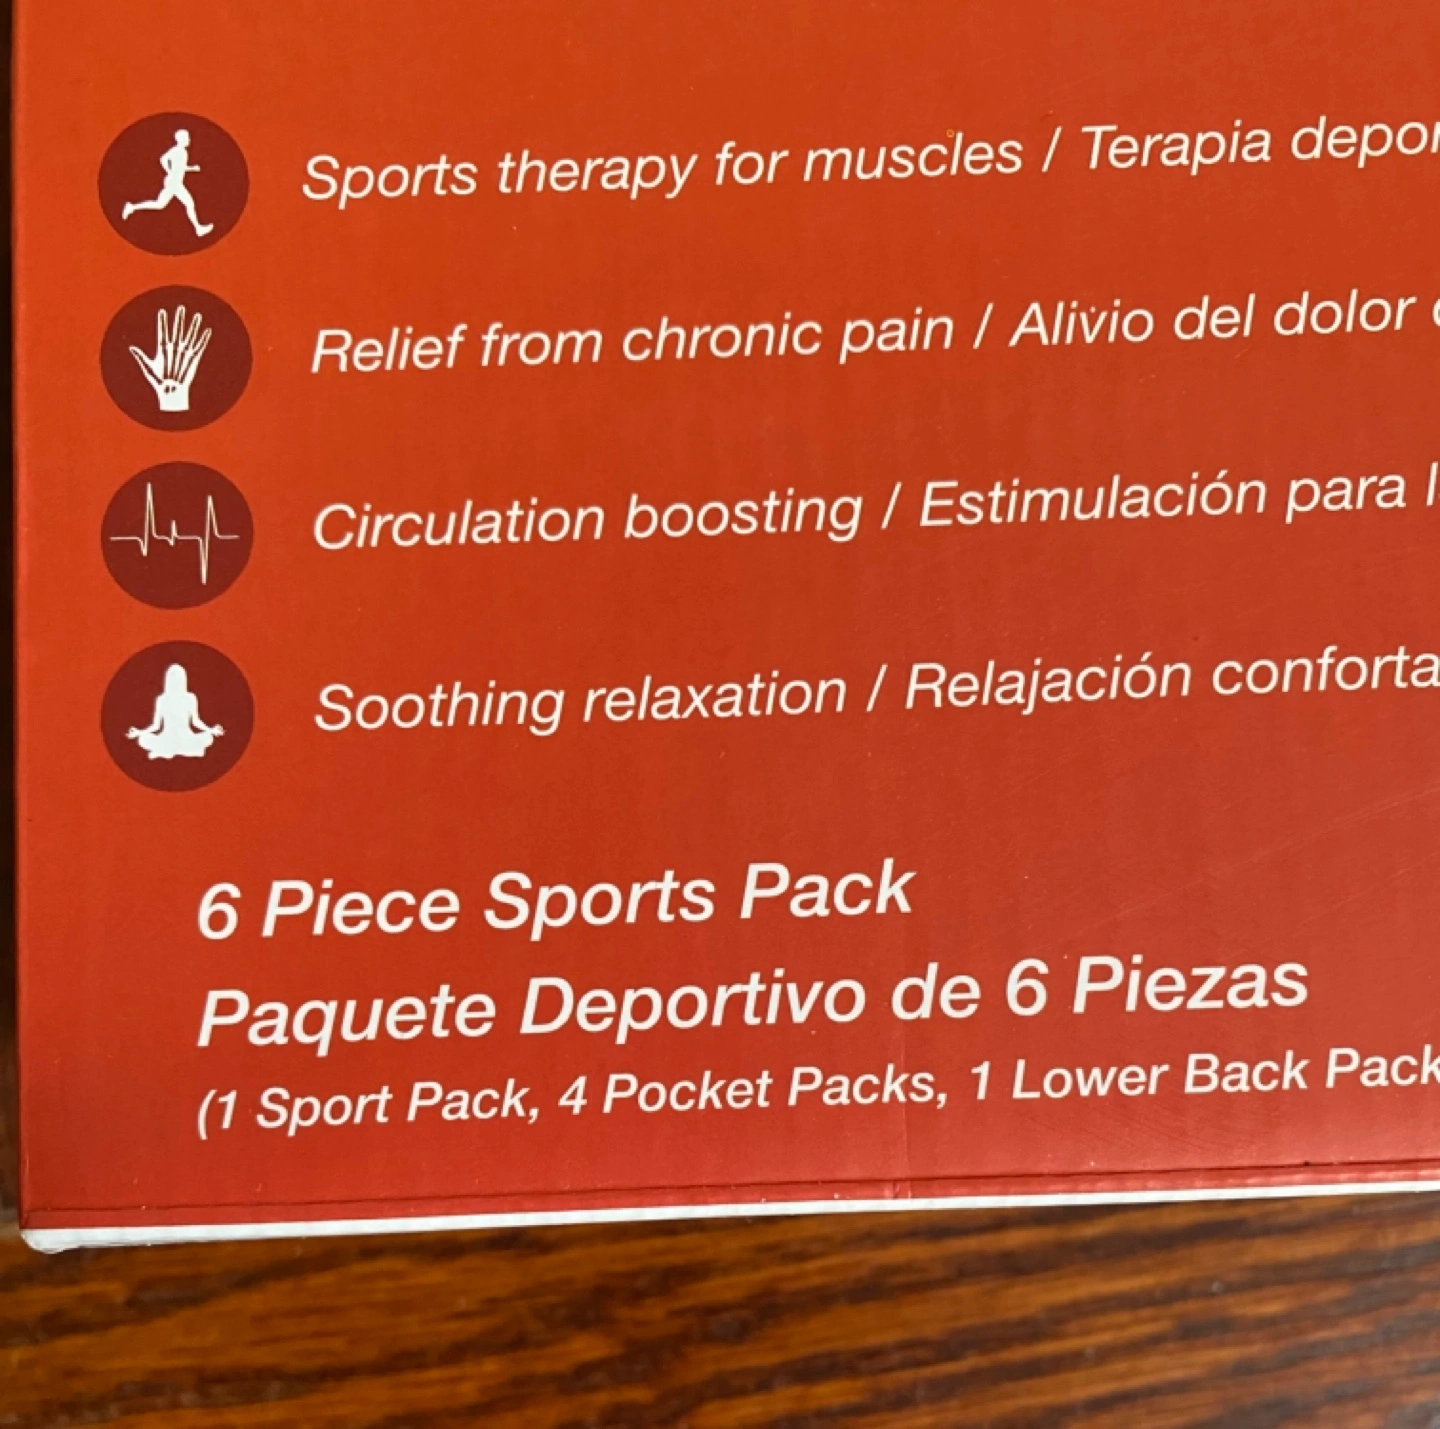 Sports therapy for muscles / Terapia
Relief from chronic pain / Alivio del dolor
Circulation boosting / Estimulación para
Soothing relaxation / Relajación
6 Piece Sports Pack
Paquete Deportivo de 6 Piezas
(1 Sport Pack, 4 Pocket Packs, 1 Lower Back Pack